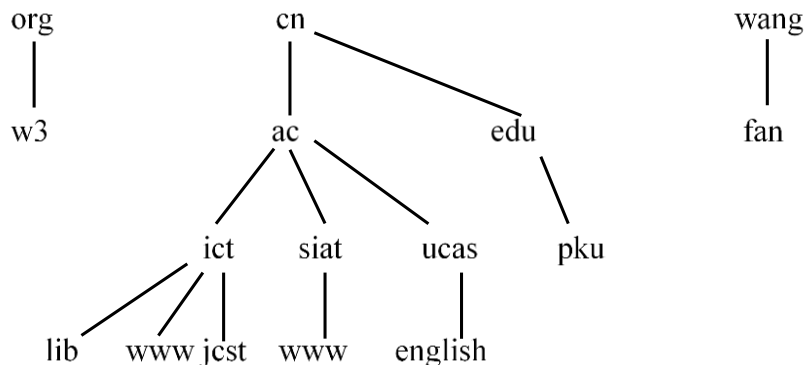 org cn wang
w3 ac edu fan
ict siat ucas pku
lib www jcst www english